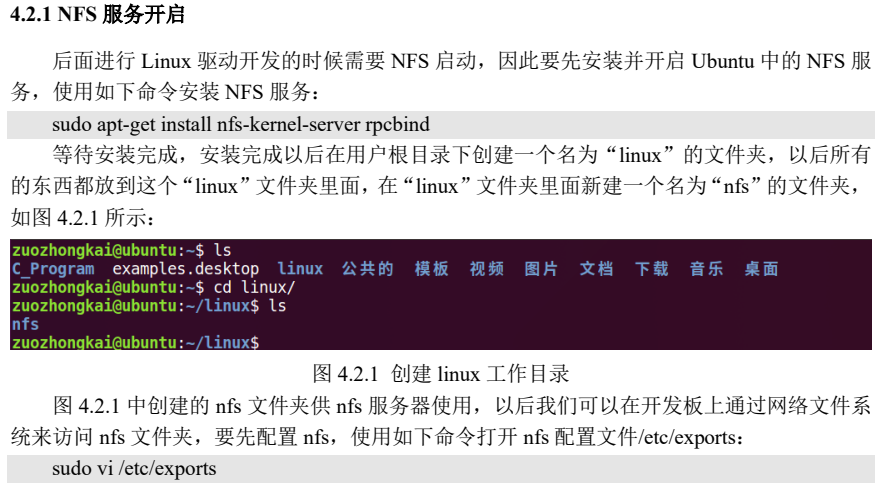 4.2.1 NFS 服务开启
后面进行 Linux 驱动开发的时候需要 NFS 启动，因此要先安装并开启 Ubuntu 中的 NFS 服
务，使用如下命令安装 NFS 服务：
sudo apt-get install nfs-kernel-server rpcbind
等待安装完成，安装完成以后在用户根目录下创建一个名为“linux”的文件夹，以后所有
的东西都放到这个“linux”文件夹里面，在“linux”文件夹里面新建一个名为“nfs”的文件夹，
如图 4.2.1 所示：
zuozhongkai@ubuntu:~$ ls
C_Program examples.desktop linux 公共的 模板 视频 图片 文档 下载 音乐 桌面
zuozhongkai@ubuntu:~$ cd linux/
zuozhongkai@ubuntu:~/linux$ ls
nfs
zuozhongkai@ubuntu:~/linux$
图 4.2.1 创建 linux 工作目录
图 4.2.1 中创建的 nfs 文件夹供 nfs 服务器使用，以后我们可以在开发板上通过网络文件系
统来访问 nfs 文件夹，要先配置 nfs，使用如下命令打开 nfs 配置文件/etc/exports：
sudo vi /etc/exports